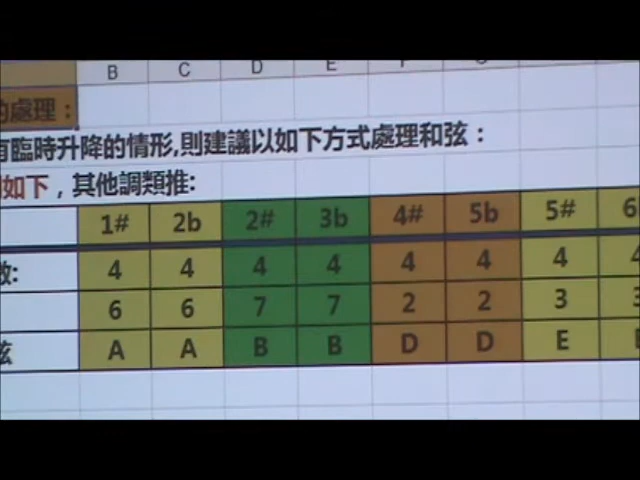 B C D E
的處理：
有臨時升降的情形,則建議以如下方式處理和弦：
如下，其他調類推:
1# 2b 2# 3b 4# 5b 5# 6
數: 4 4 4 4 4 4 4 4
6 6 7 7 2 2 3 3
弦 A A B B D D E